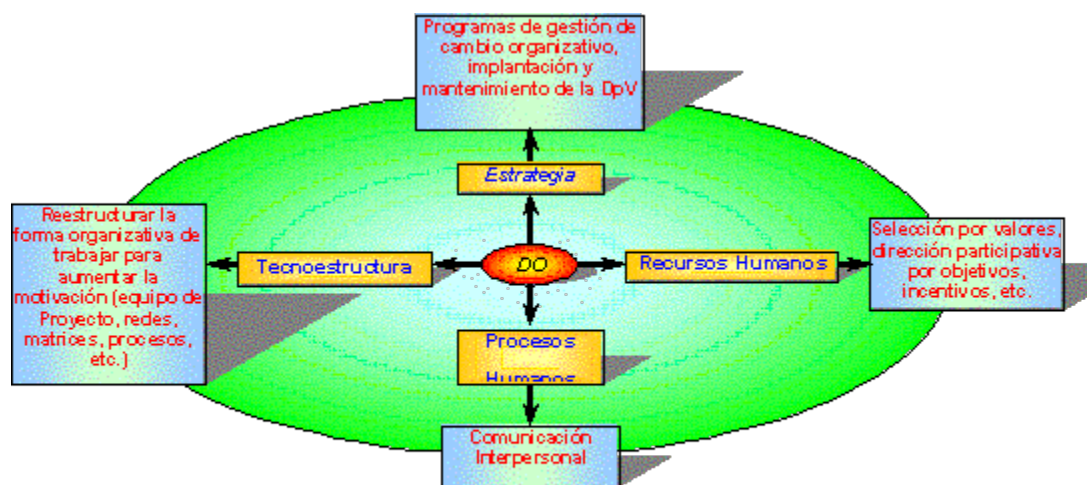 Programas de gestión de
cambio organizativo,
implantación y
mantenimiento de la DpV
Estrategia
Reestructurar la
forma organizativa de
trabajar para
aumentar la
motivación (equipo de
Proyecto, redes,
matrices, procesos,
etc.)
Tecnoestructura
DO
Recursos Humanos
Selección por valores,
dirección participativa
por objetivos,
incentivos, etc.
Procesos
Humanos
Comunicación
Interpersonal